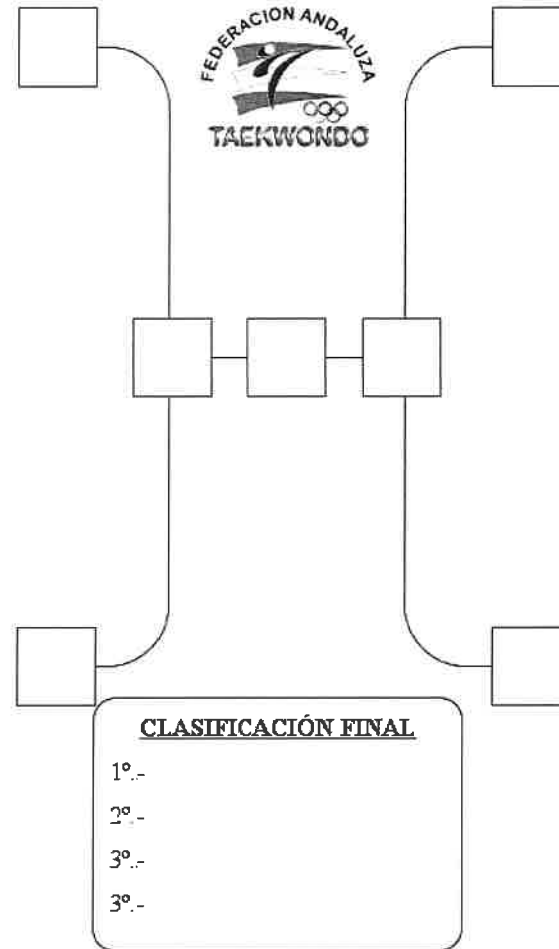 FEDERACION ANDALUZA
TAEKWONDO
CLASIFICACIÓN FINAL
1º.-
2º.-
3º.-
3º.-